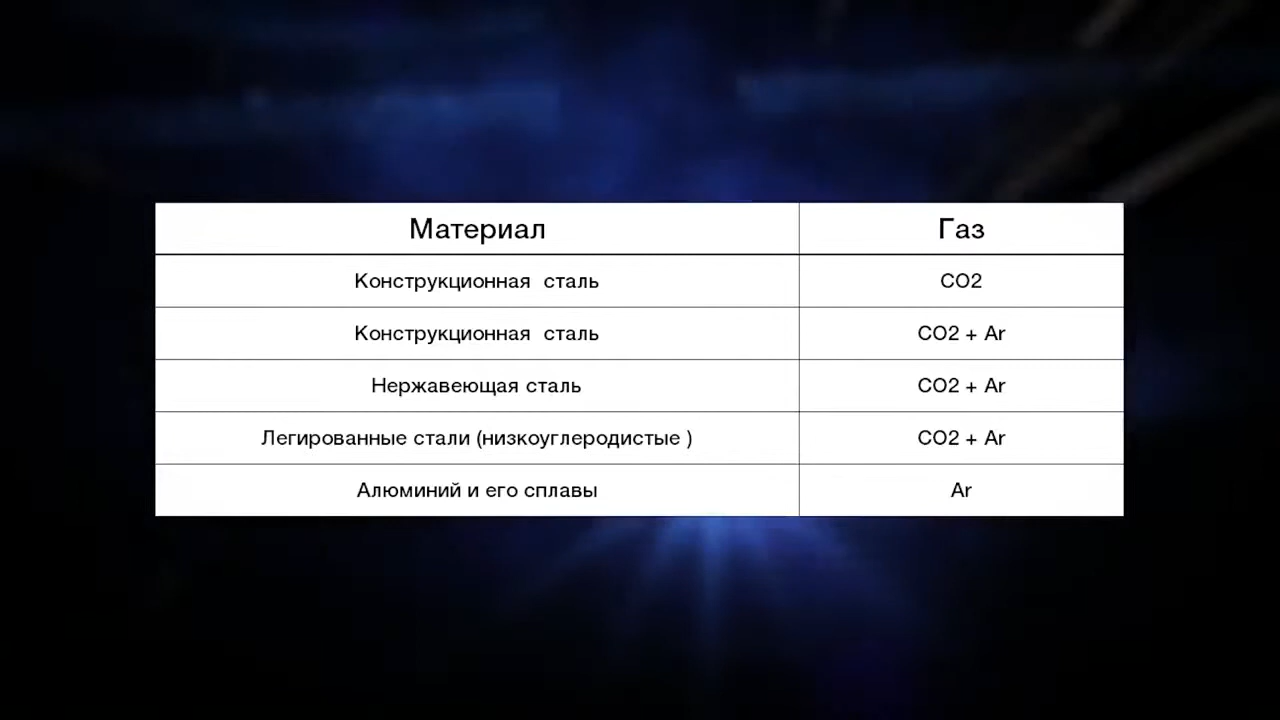 Материал Газ
Конструкционная сталь CO2
Конструкционная сталь CO2 + Ar
Нержавеющая сталь CO2 + Ar
Легированные стали (низкоуглеродистые ) CO2 + Ar
Алюминий и его сплавы Ar